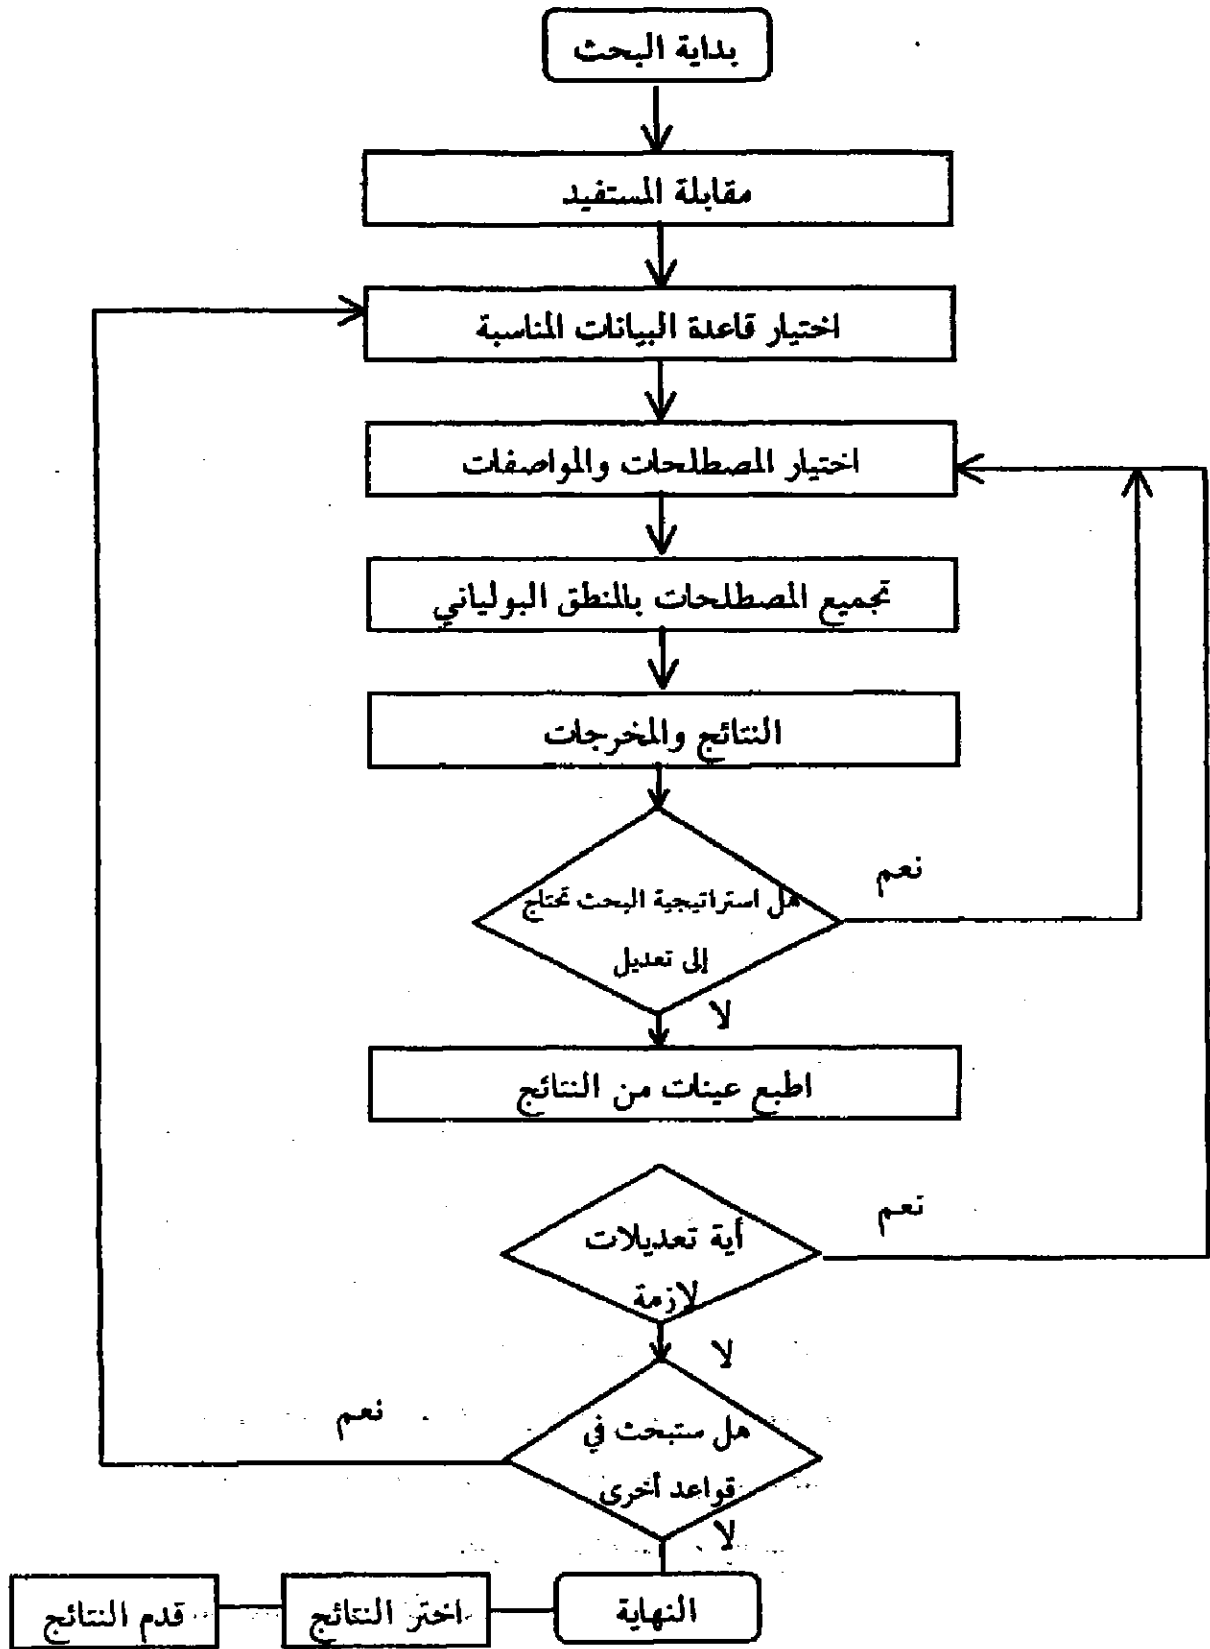 بداية البحث
مقابلة المستفيد
اختيار قاعدة البيانات المناسبة
اختيار المصطلحات والمواصفات
تجميع المصطلحات بالمنطق البولياني
النتائج والمخرجات
نعم
هل استراتيجية البحث تحتاج
إلى تعديل
لا
اطبع عينات من النتائج
نعم
أية تعديلات
لازمة
لا
نعم
هل ستبحث في
قواعد أخرى
لا
النهاية
اختر النتائج
قدم النتائج